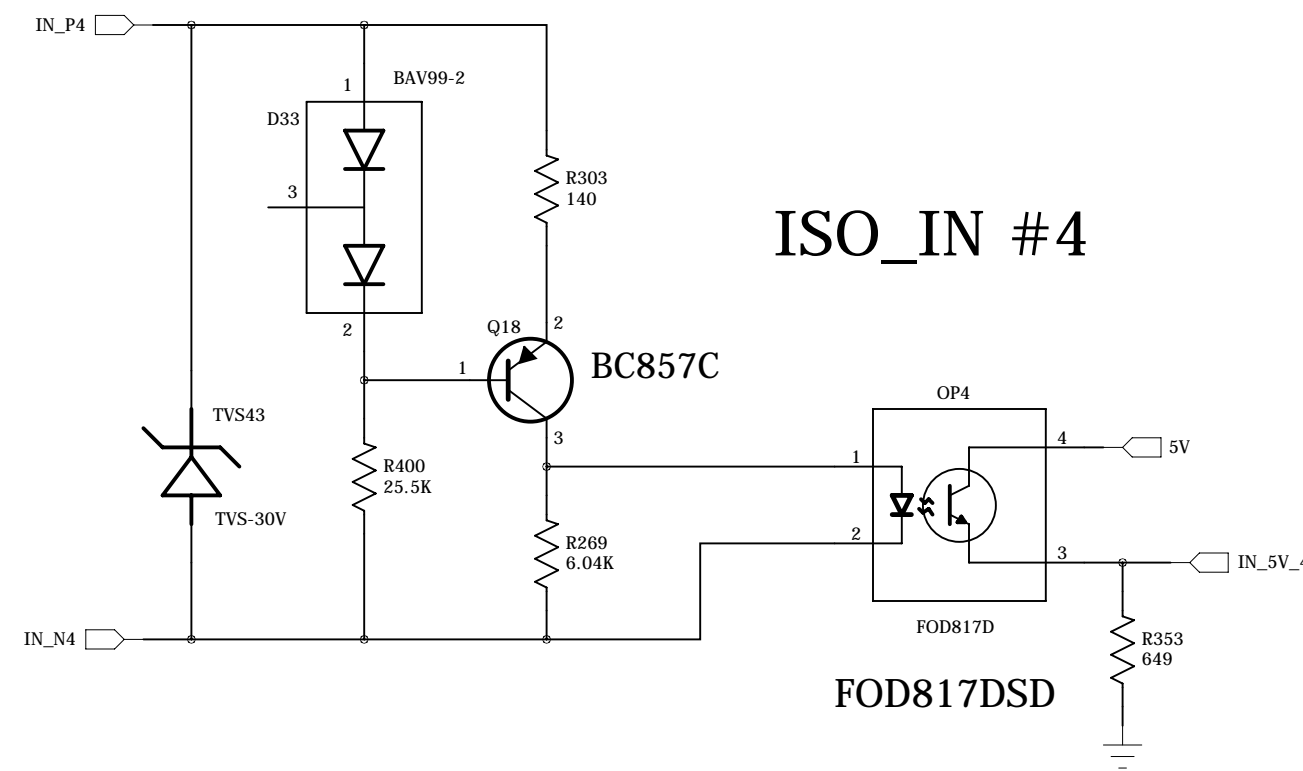 IN_P4
1
BAV99-2
D33
3
R303
140
ISO_IN #4
2
Q18
2
BC857C
1
OP4
TVS43
3
4
5V
1
R400
25.5K
TVS-30V
2
R269
6.04K
3
IN_5V_4
IN_N4
FOD817D
R353
649
FOD817DSD